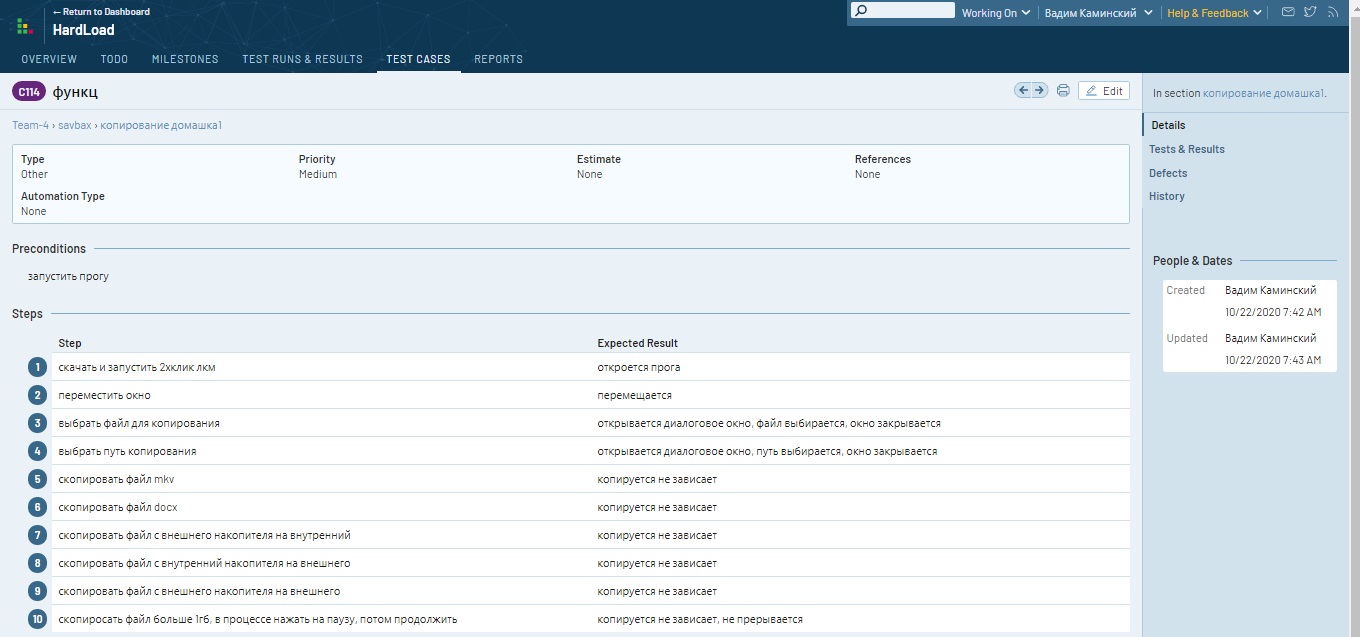 ← Return to Dashboard
HardLoad
Working On
Вадим Каминский
Help & Feedback
OVERVIEW TODO MILESTONES TEST RUNS & RESULTS TEST CASES REPORTS
C114 функц
Edit
Team-4 › savbax › копирование домашка1
Type Priority Estimate References
Other Medium None None
Automation Type
None
Preconditions
запустить прогу
Steps
Step Expected Result
1 скачать и запустить 2хклик лкм откроется прога
2 переместить окно перемещается
3 выбрать файл для копирования открывается диалоговое окно, файл выбирается, окно закрывается
4 выбрать путь копирования открывается диалоговое окно, путь выбирается, окно закрывается
5 скопировать файл mkv копируется не зависает
6 скопировать файл docx копируется не зависает
7 скопировать файл с внешнего накопителя на внутренний копируется не зависает
8 скопировать файл с внутренний накопителя на внешнего копируется не зависает
9 скопировать файл с внешнего накопителя на внешнего копируется не зависает
10 скопиросать файл больше 1гб, в процессе нажать на паузу, потом продолжить копируется не зависает, не прерывается
In section копирование домашка1.
Details
Tests & Results
Defects
History
People & Dates
Created Вадим Каминский
10/22/2020 7:42 AM
Updated Вадим Каминский
10/22/2020 7:43 AM